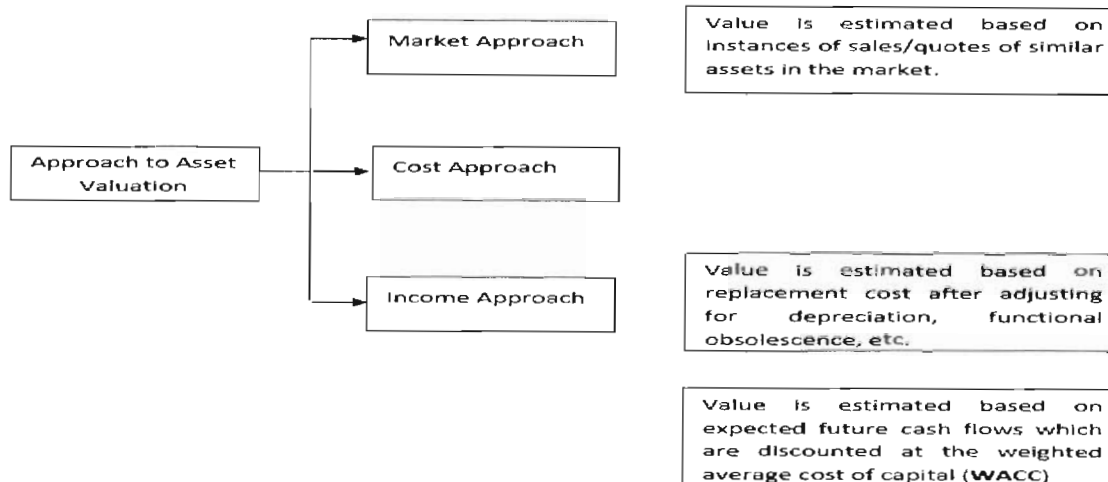 Market Approach
Value is estimated based on
instances of sales/quotes of similar
assets in the market.
Approach to Asset
Valuation
Cost Approach
Income Approach
Value is estimated based on
replacement cost after adjusting
for depreciation, functional
obsolescence, etc.
Value is estimated based on
expected future cash flows which
are discounted at the weighted
average cost of capital (WACC)